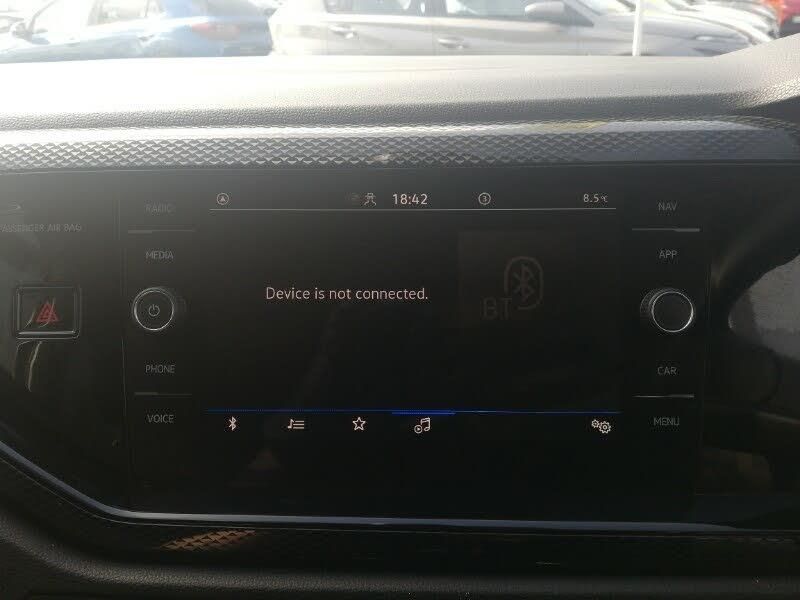 RADIO
18:42
3
8.5°C
NAV
PASSENGER AIR BAG
MEDIA
APP
Device is not connected.
BT
PHONE
CAR
VOICE
MENU